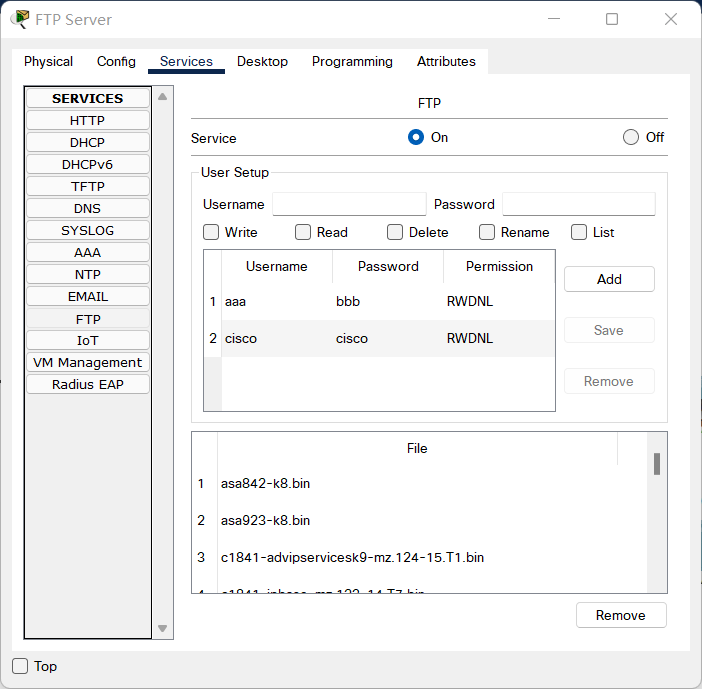 FTP Server
Physical Config Services Desktop Programming Attributes
SERVICES
HTTP
DHCP
DHCPv6
TFTP
DNS
SYSLOG
AAA
NTP
EMAIL
FTP
IoT
VM Management
Radius EAP
FTP
Service On Off
User Setup
Username Password
Write Read Delete Rename List
Username Password Permission
1 aaa bbb RWDNL
2 cisco cisco RWDNL
Add
Save
Remove
File
1 asa842-k8.bin
2 asa923-k8.bin
3 c1841-advipservicesk9-mz.124-15.T1.bin
Remove
Top